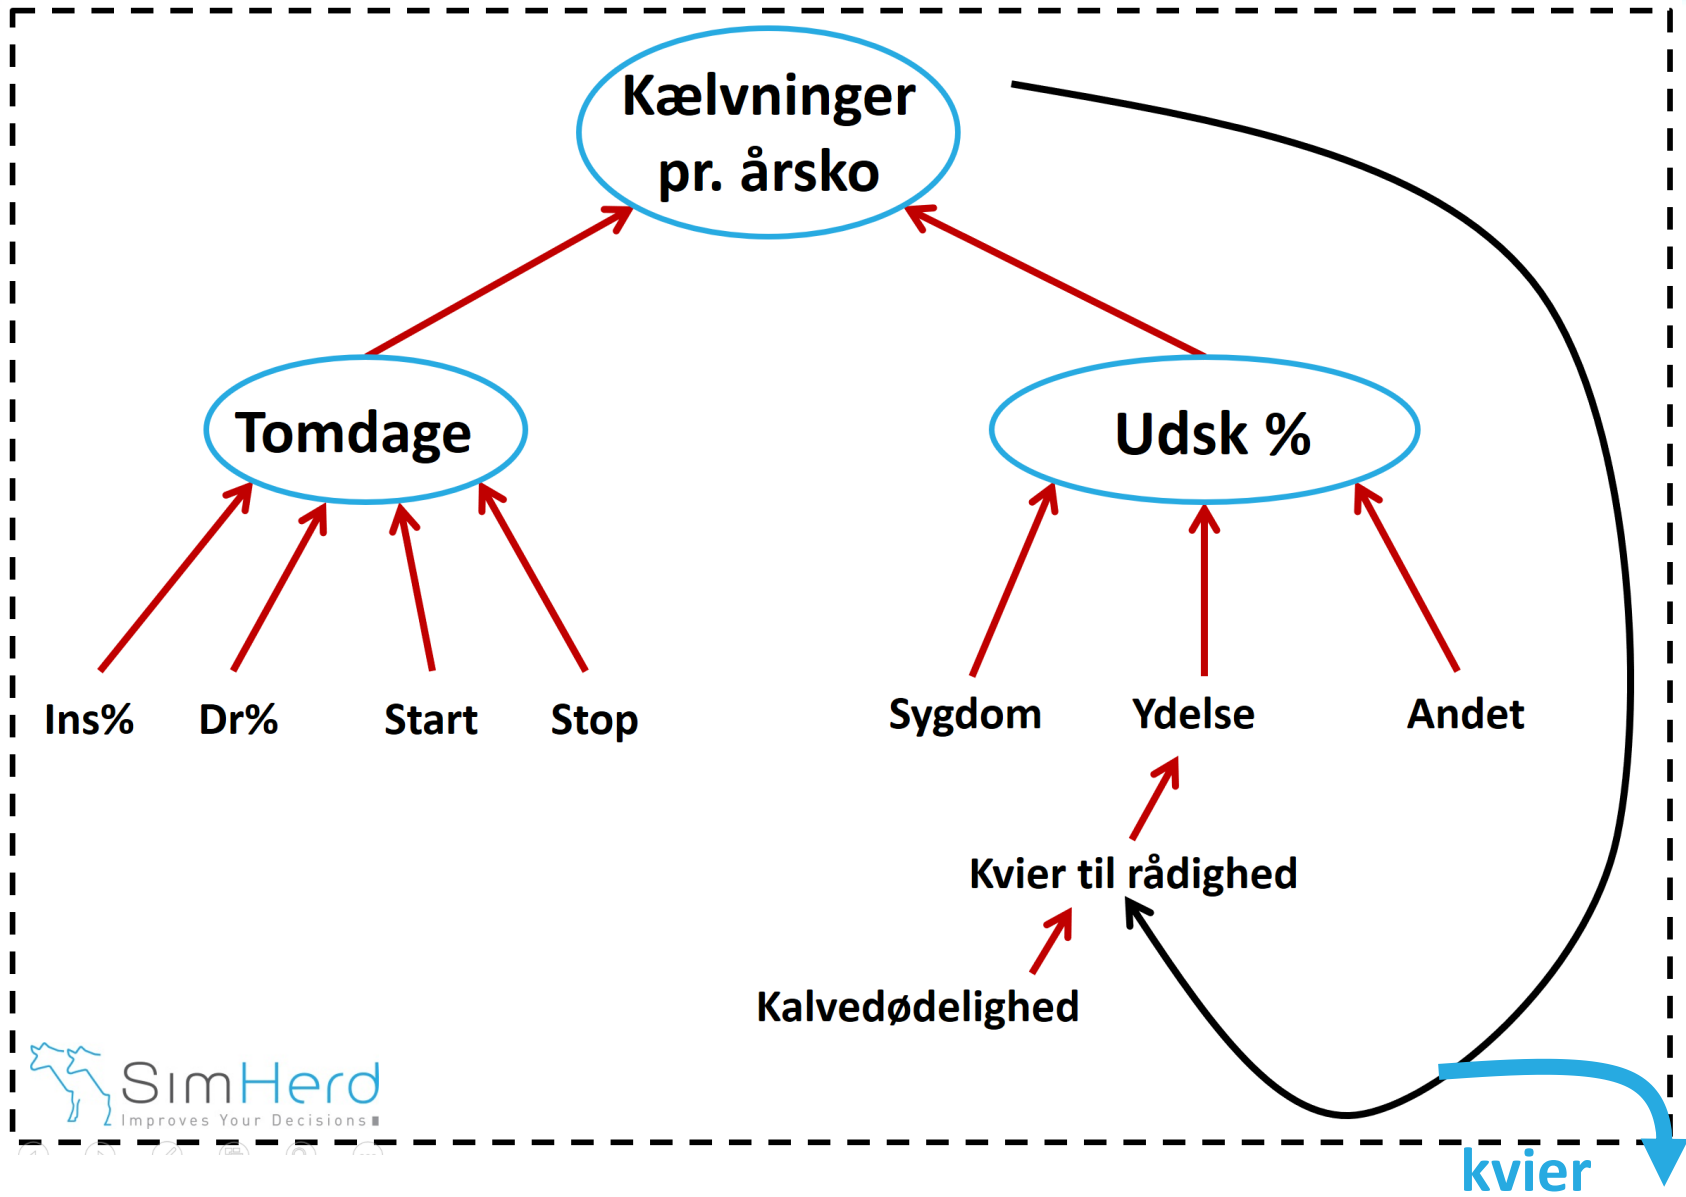 Kælvninger
pr. årsko
Tomdage
Udsk %
Ins%
Dr%
Start
Stop
Sygdom
Ydelse
Andet
Kvier til rådighed
Kalvedødelighed
SimHerd
Improves Your Decisions
kvier